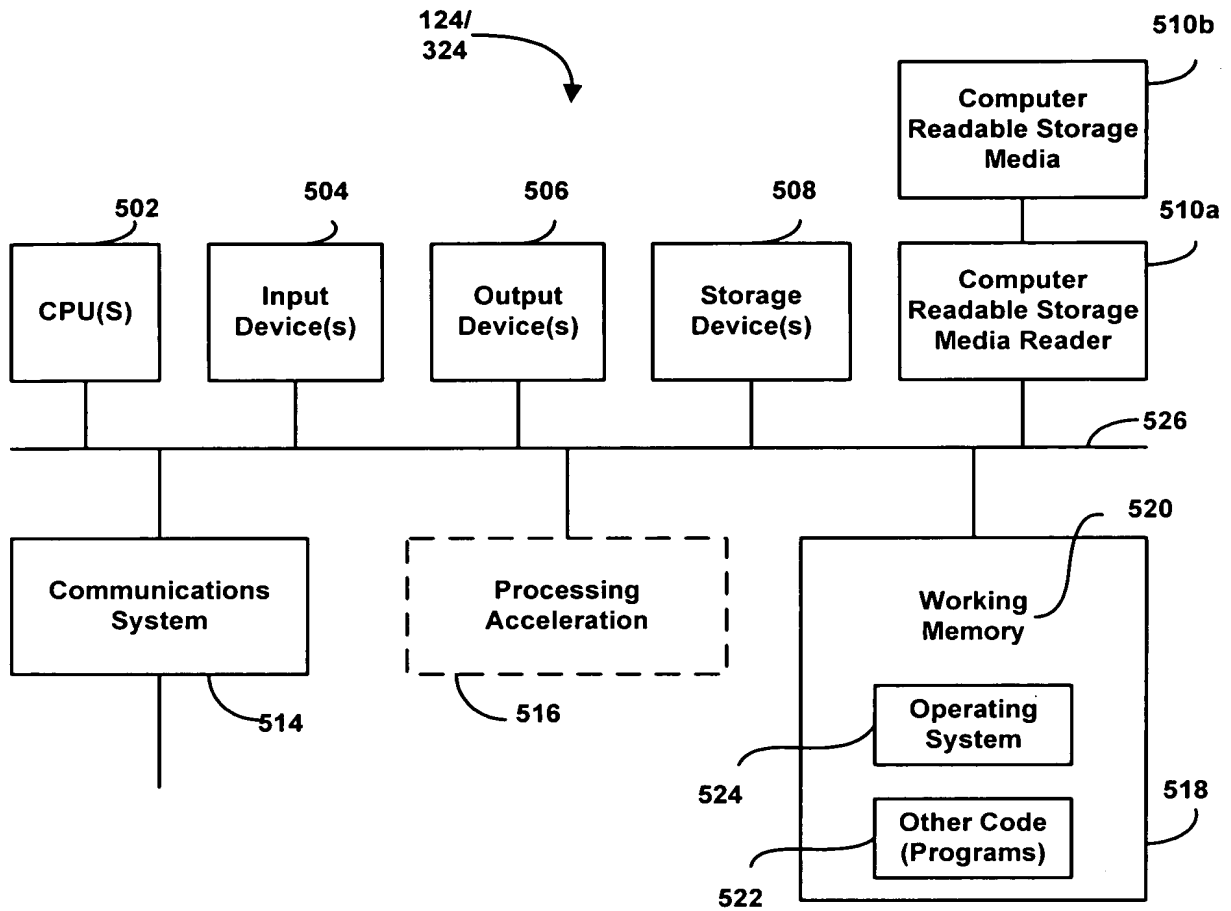 124/
324
510b
Computer
Readable Storage
Media
502
504
506
508
510a
CPU(S)
Input
Device(s)
Output
Device(s)
Storage
Device(s)
Computer
Readable Storage
Media Reader
526
520
Communications
System
Processing
Acceleration
Working
Memory
514
516
Operating
System
524
518
Other Code
(Programs)
522